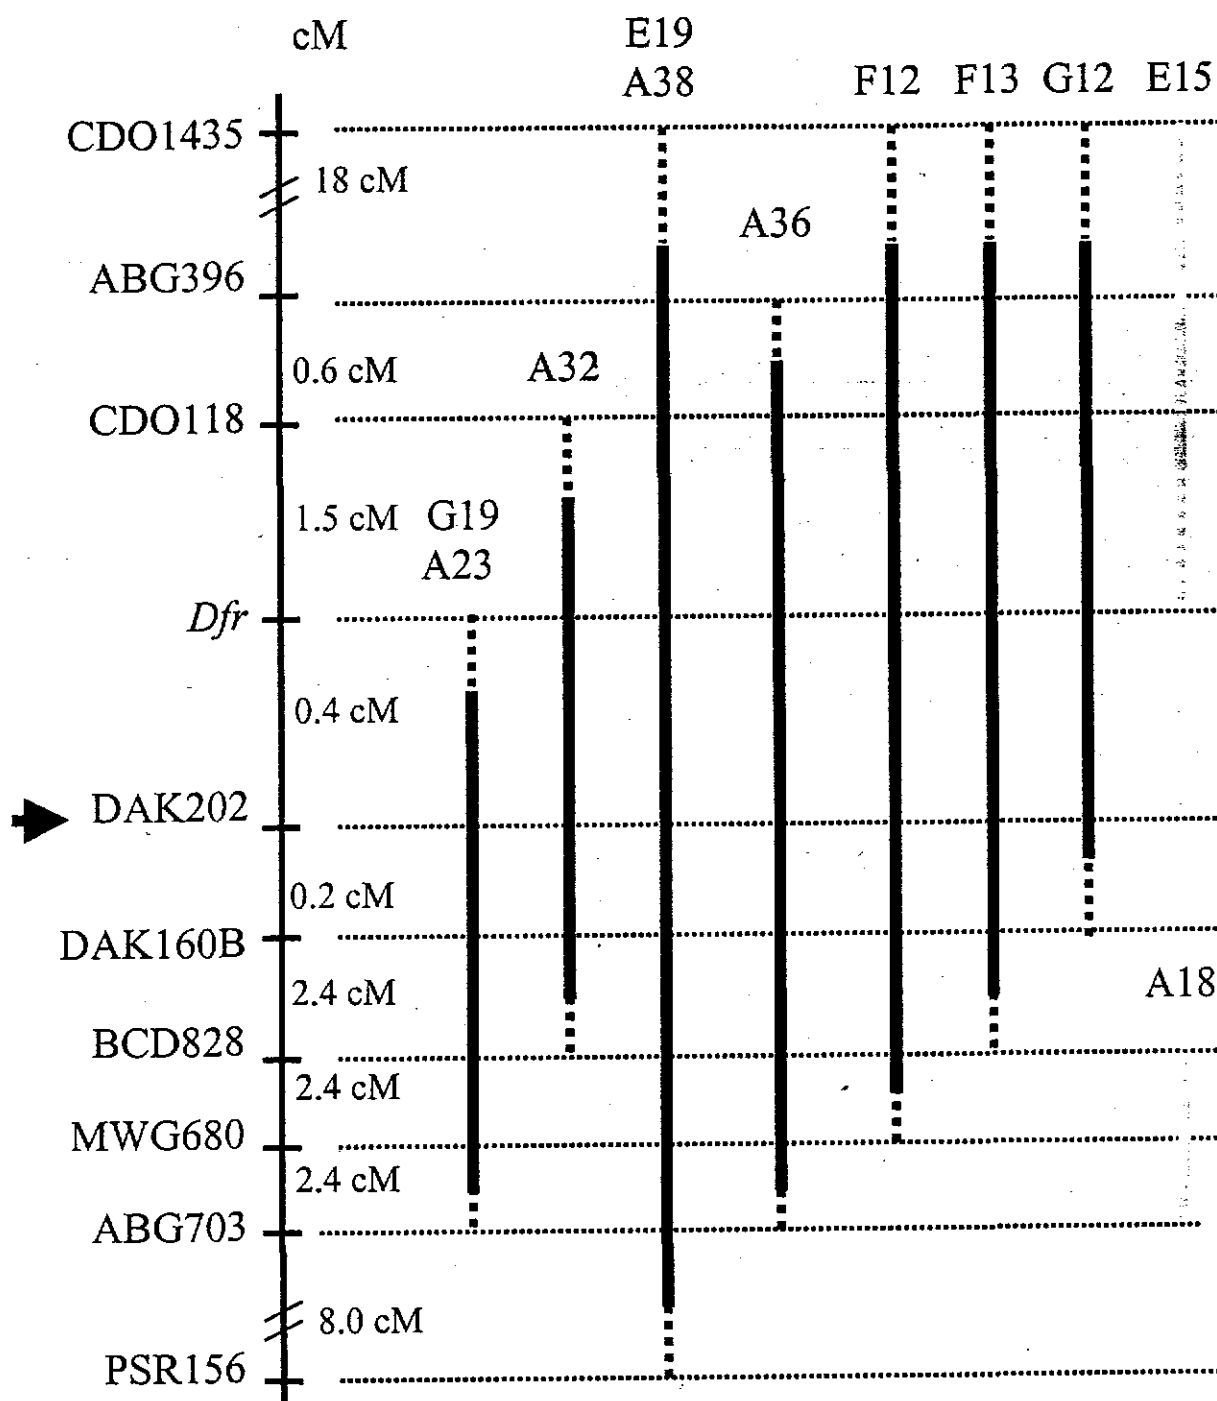 cM
E19
A38 F12 F13 G12 E15
CDO1435
18 cM
A36
ABG396
0.6 cM
A32
CDO118
1.5 cM
G19
A23
Dfr
0.4 cM
DAK202
0.2 cM
DAK160B
2.4 cM
A18
BCD828
2.4 cM
MWG680
2.4 cM
ABG703
8.0 cM
PSR156